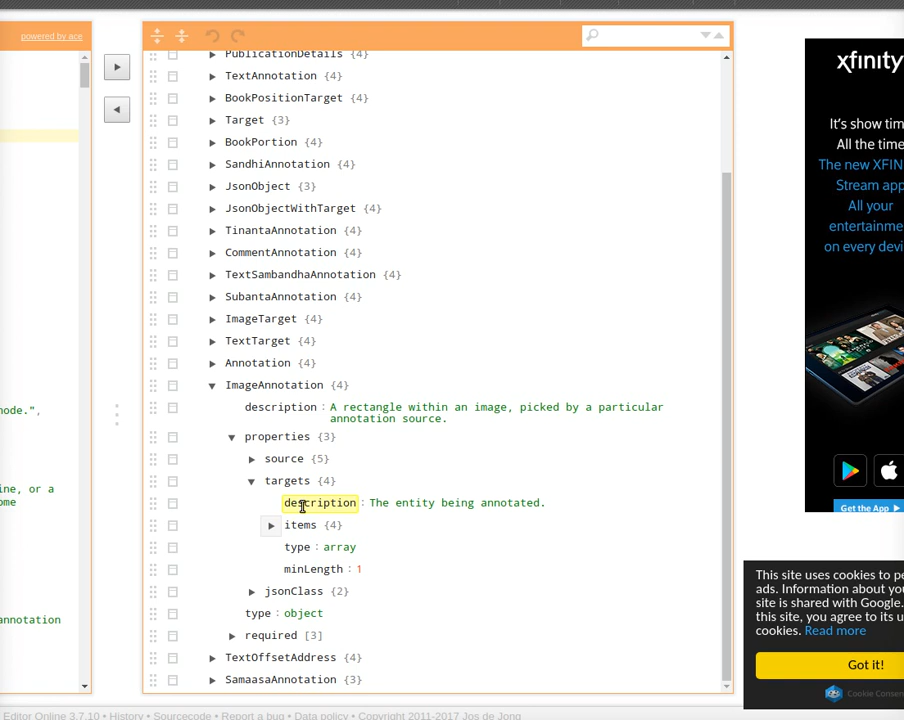 powered by ace
PublicationDetails {4}
TextAnnotation {4}
BookPositionTarget {4}
Target {3}
BookPortion {4}
SandhiAnnotation {4}
JsonObject {3}
JsonObjectWithTarget {4}
TinantaAnnotation {4}
CommentAnnotation {4}
TextSambandhaAnnotation {4}
SubantaAnnotation {4}
ImageTarget {4}
TextTarget {4}
Annotation {4}
ImageAnnotation {4}
description : A rectangle within an image, picked by a particular
annotation source.
properties {3}
source {5}
targets {4}
description : The entity being annotated.
items {4}
type : array
minLength : 1
jsonClass {2}
type : object
required [3]
TextOffsetAddress {4}
SamaasaAnnotation {3}
node.",
ine, or a
ome
annotation
xfinity
It's show tim
All the time
The new XFIN
Stream app
All your
entertainme
on every devi
Get the App
This site uses cookies to pe
ads. Information about you
site is shared with Google.
this site, you agree to its u
cookies. Read more
Got it!
Cookie Consen
Editor Online 3.7.10 • History • Sourcecode • Report a bug • Data policy • Copyright 2011-2017 Jos de Jong